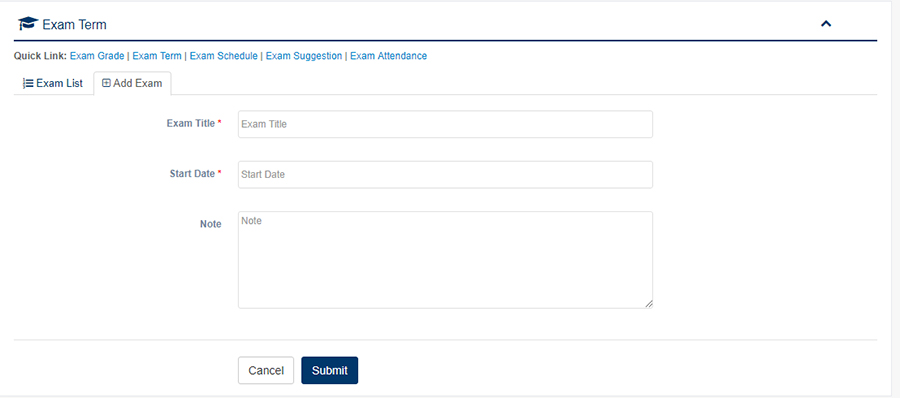 Exam Term
Quick Link: Exam Grade | Exam Term | Exam Schedule | Exam Suggestion | Exam Attendance
Exam List Add Exam
Exam Title * Exam Title
Start Date * Start Date
Note Note
Cancel Submit